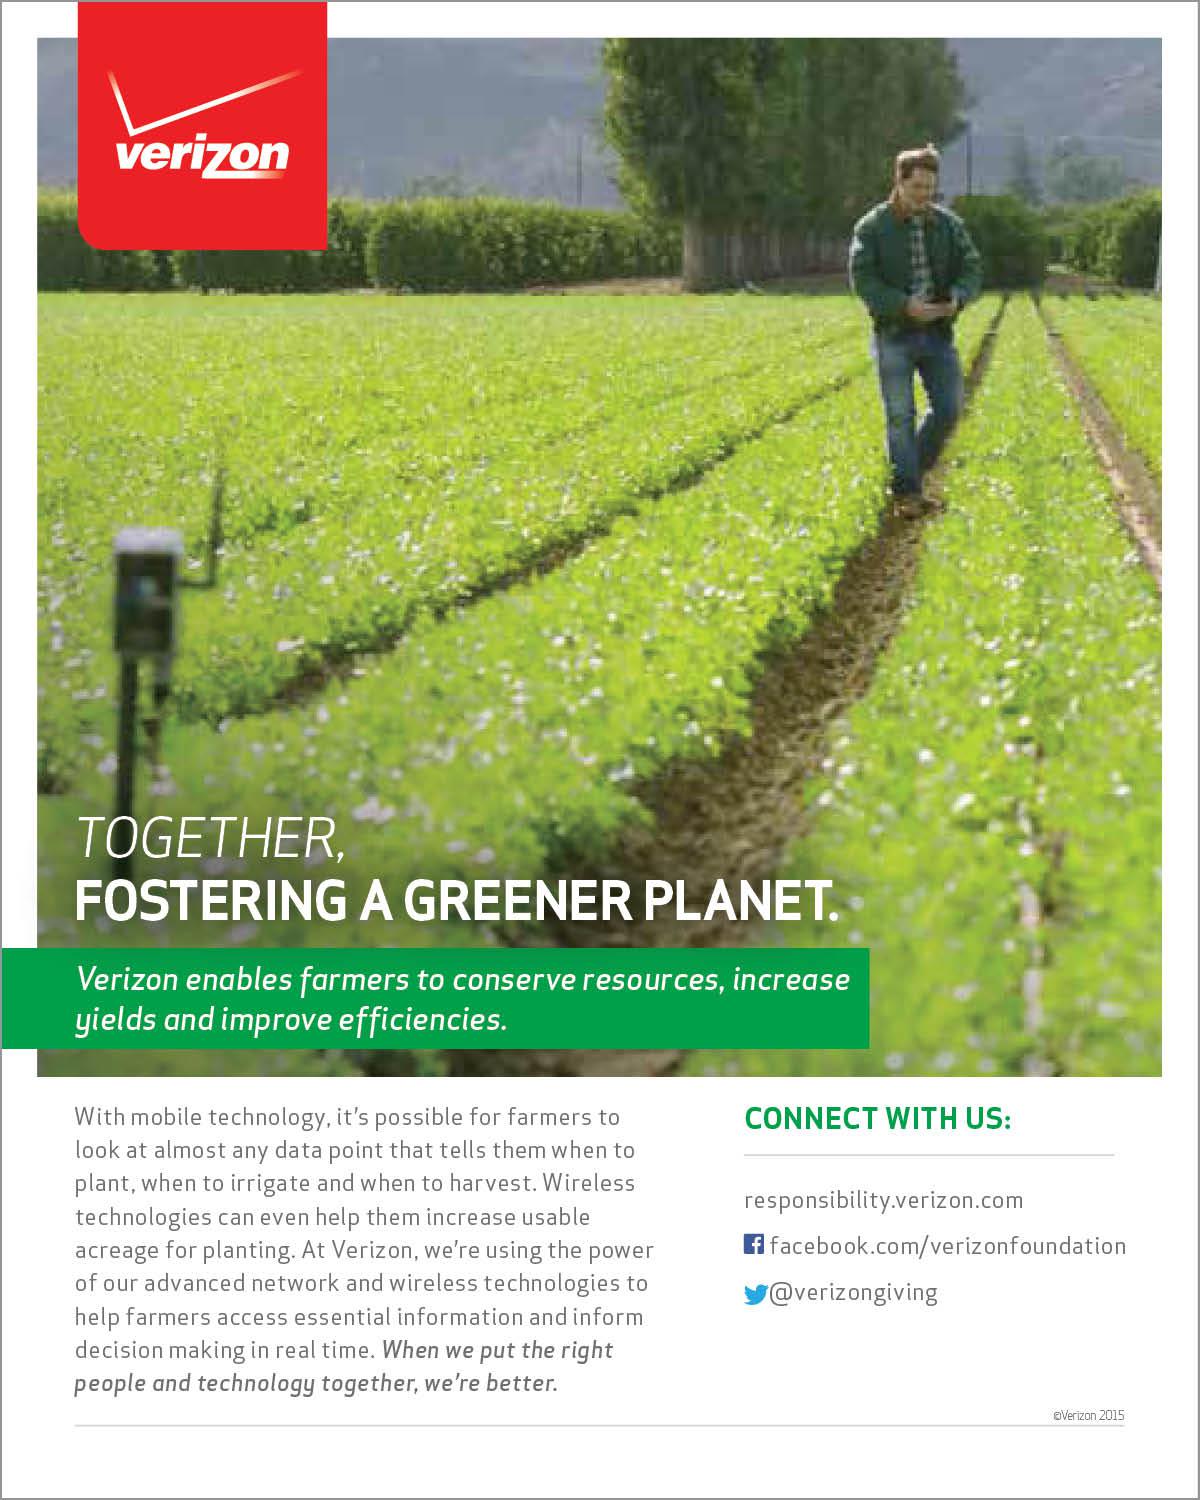 verizon
TOGETHER,
FOSTERING A GREENER PLANET.
Verizon enables farmers to conserve resources, increase
yields and improve efficiencies.
With mobile technology, it's possible for farmers to
look at almost any data point that tells them when to
plant, when to irrigate and when to harvest. Wireless
technologies can even help them increase usable
acreage for planting. At Verizon, we're using the power
of our advanced network and wireless technologies to
help farmers access essential information and inform
decision making in real time. When we put the right
people and technology together, we're better.
CONNECT WITH US:
responsibility.verizon.com
facebook.com/verizonfoundation
@verizongiving
©Verizon 2015